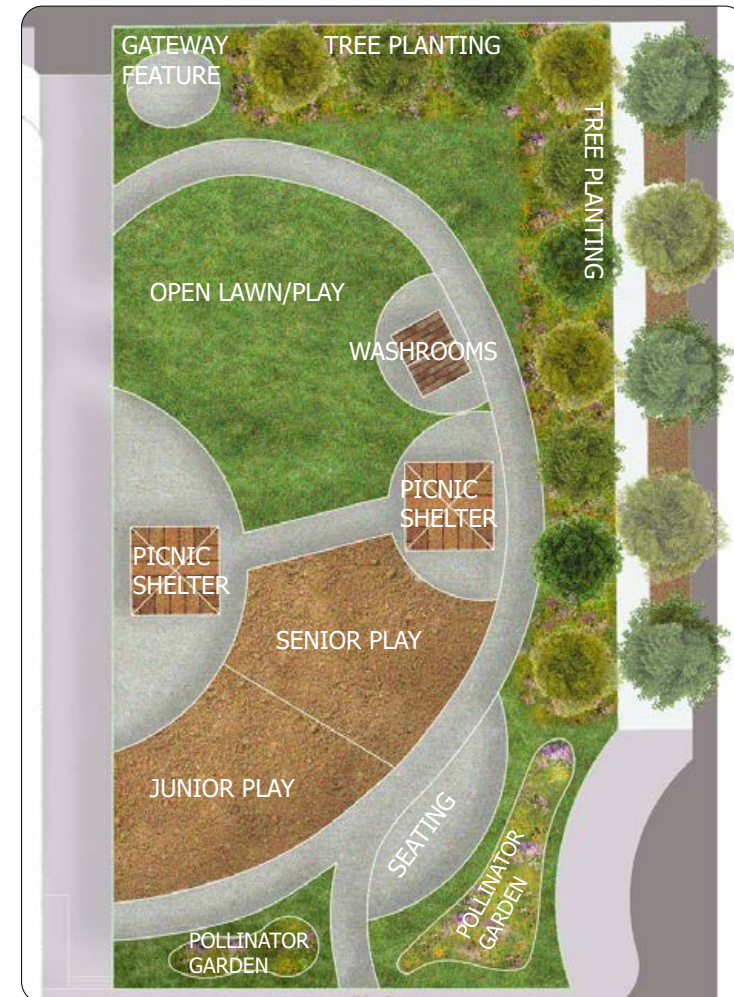 GATEWAY
FEATURE
TREE PLANTING
TREE PLANTING
OPEN LAWN/PLAY
WASHROOMS
PICNIC
SHELTER
PICNIC
SHELTER
SENIOR PLAY
JUNIOR PLAY
SEATING
POLLINATOR
GARDEN
POLLINATOR
GARDEN